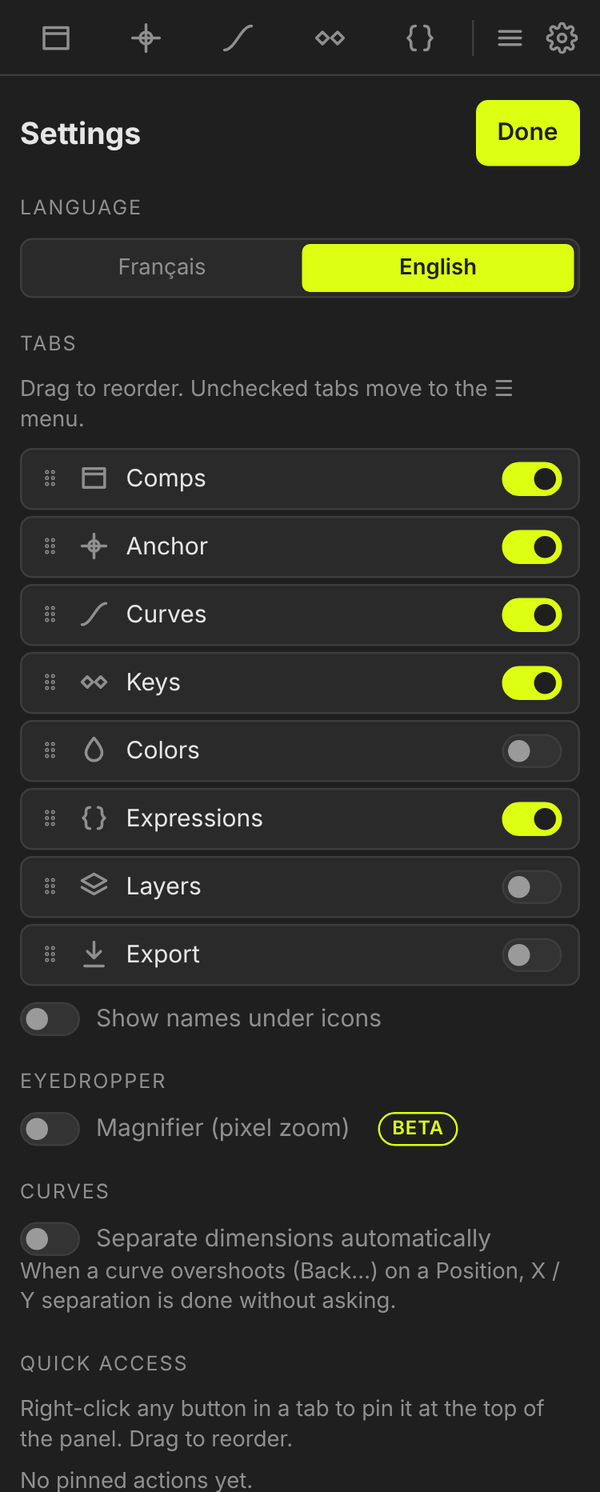 Settings
Done
LANGUAGE
Français
English
TABS
Drag to reorder. Unchecked tabs move to the ☰
menu.
Comps
Anchor
Curves
Keys
Colors
Expressions
Layers
Export
Show names under icons
EYEDROPPER
Magnifier (pixel zoom)
BETA
CURVES
Separate dimensions automatically
When a curve overshoots (Back...) on a Position, X /
Y separation is done without asking.
QUICK ACCESS
Right-click any button in a tab to pin it at the top of
the panel. Drag to reorder.
No pinned actions yet.